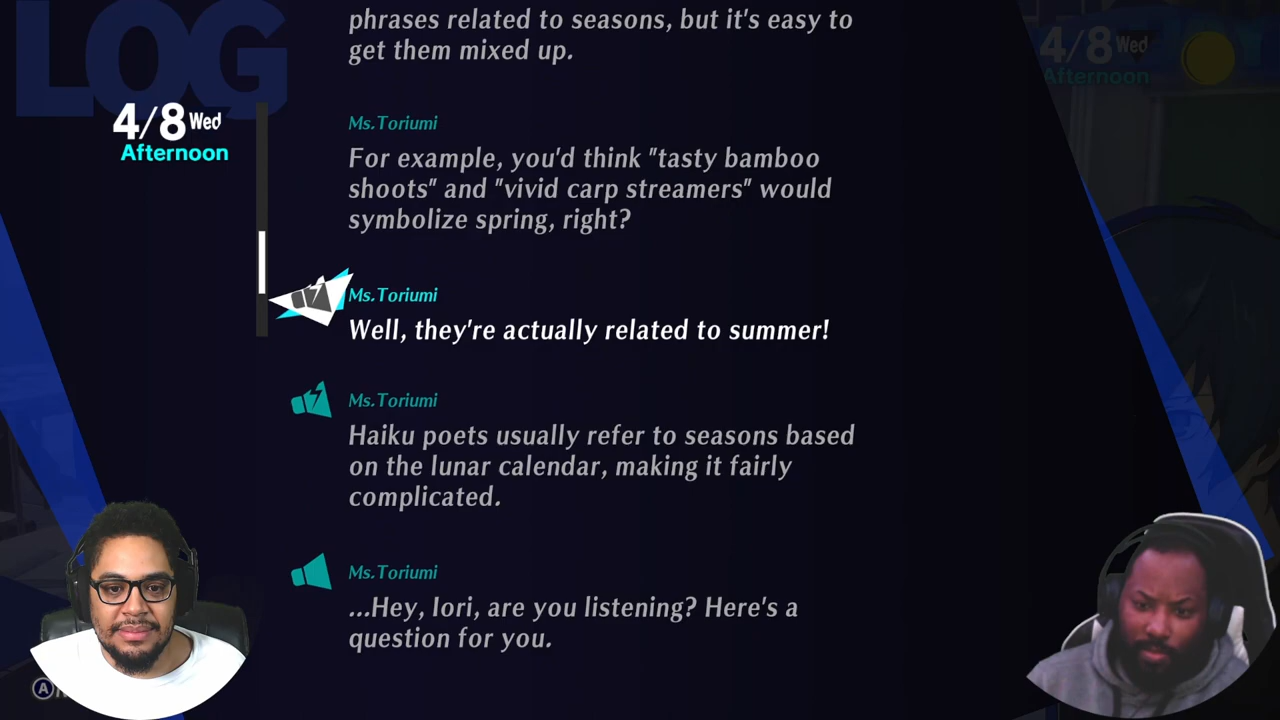 LOG
phrases related to seasons, but it's easy to
get them mixed up.
4/8 Wed
Afternoon
4/8 Wed
Afternoon
Ms.Toriumi
For example, you'd think "tasty bamboo
shoots" and "vivid carp streamers" would
symbolize spring, right?
Ms.Toriumi
Well, they're actually related to summer!
Ms.Toriumi
Haiku poets usually refer to seasons based
on the lunar calendar, making it fairly
complicated.
Ms.Toriumi
...Hey, Iori, are you listening? Here's a
question for you.
A